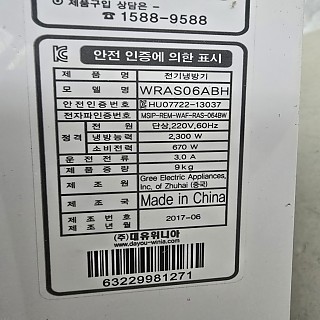 제품구입 상담은 -
☎ 1588-9588
안전 인증에 의한 표시
제 품 명 전기냉방기
모 델 명 WRAS06ABH
안전인증번호 HU07722-13037
전자파인증번호 MSIP-REM-WAF-RAS-064BW
정격 전 원 단상,220V,60Hz
냉방능력 2,300 W
소비전력 670 W
운 전 전 류 3.0 A
중 량 9kg
제 조 원 Gree Electric Appliances, Inc, of Zhuhai (중국)
제 조 국 Made in China
제 조 번 호
제 조 년 월 2017-06
(주)대유위니아
www.dayou-winia.com
63229981271